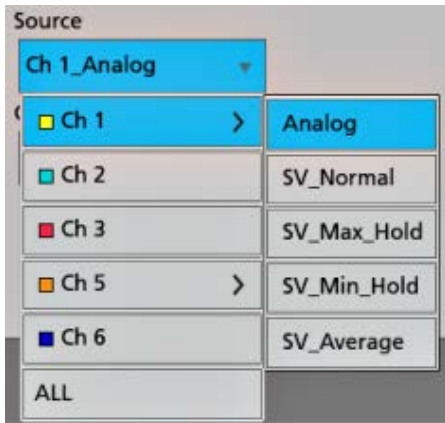 Source
Ch 1_Analog
Ch 1
Analog
Ch 2
SV_Normal
Ch 3
SV_Max_Hold
Ch 5
SV_Min_Hold
Ch 6
SV_Average
ALL